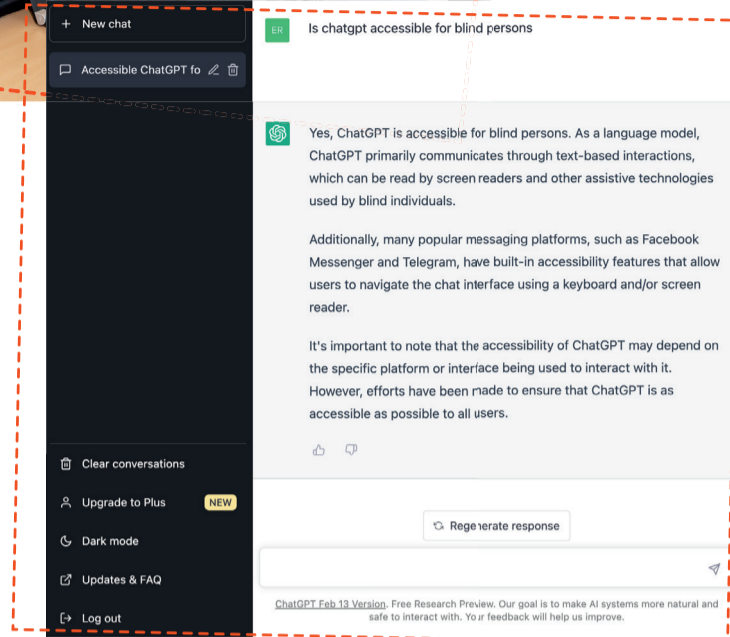 + New chat
Accessible ChatGPT fo
Clear conversations
Upgrade to Plus NEW
Dark mode
Updates & FAQ
Log out
ER Is chatgpt accessible for blind persons
Yes, ChatGPT is accessible for blind persons. As a language model,
ChatGPT primarily communicates through text-based interactions,
which can be read by screen readers and other assistive technologies
used by blind individuals.
Additionally, many popular messaging platforms, such as Facebook
Messenger and Telegram, have built-in accessibility features that allow
users to navigate the chat interface using a keyboard and/or screen
reader.
It's important to note that the accessibility of ChatGPT may depend on
the specific platform or interface being used to interact with it.
However, efforts have been made to ensure that ChatGPT is as
accessible as possible to all users.
Regenerate response
ChatGPT Feb 13 Version. Free Research Preview. Our goal is to make AI systems more natural and
safe to interact with. Your feedback will help us improve.